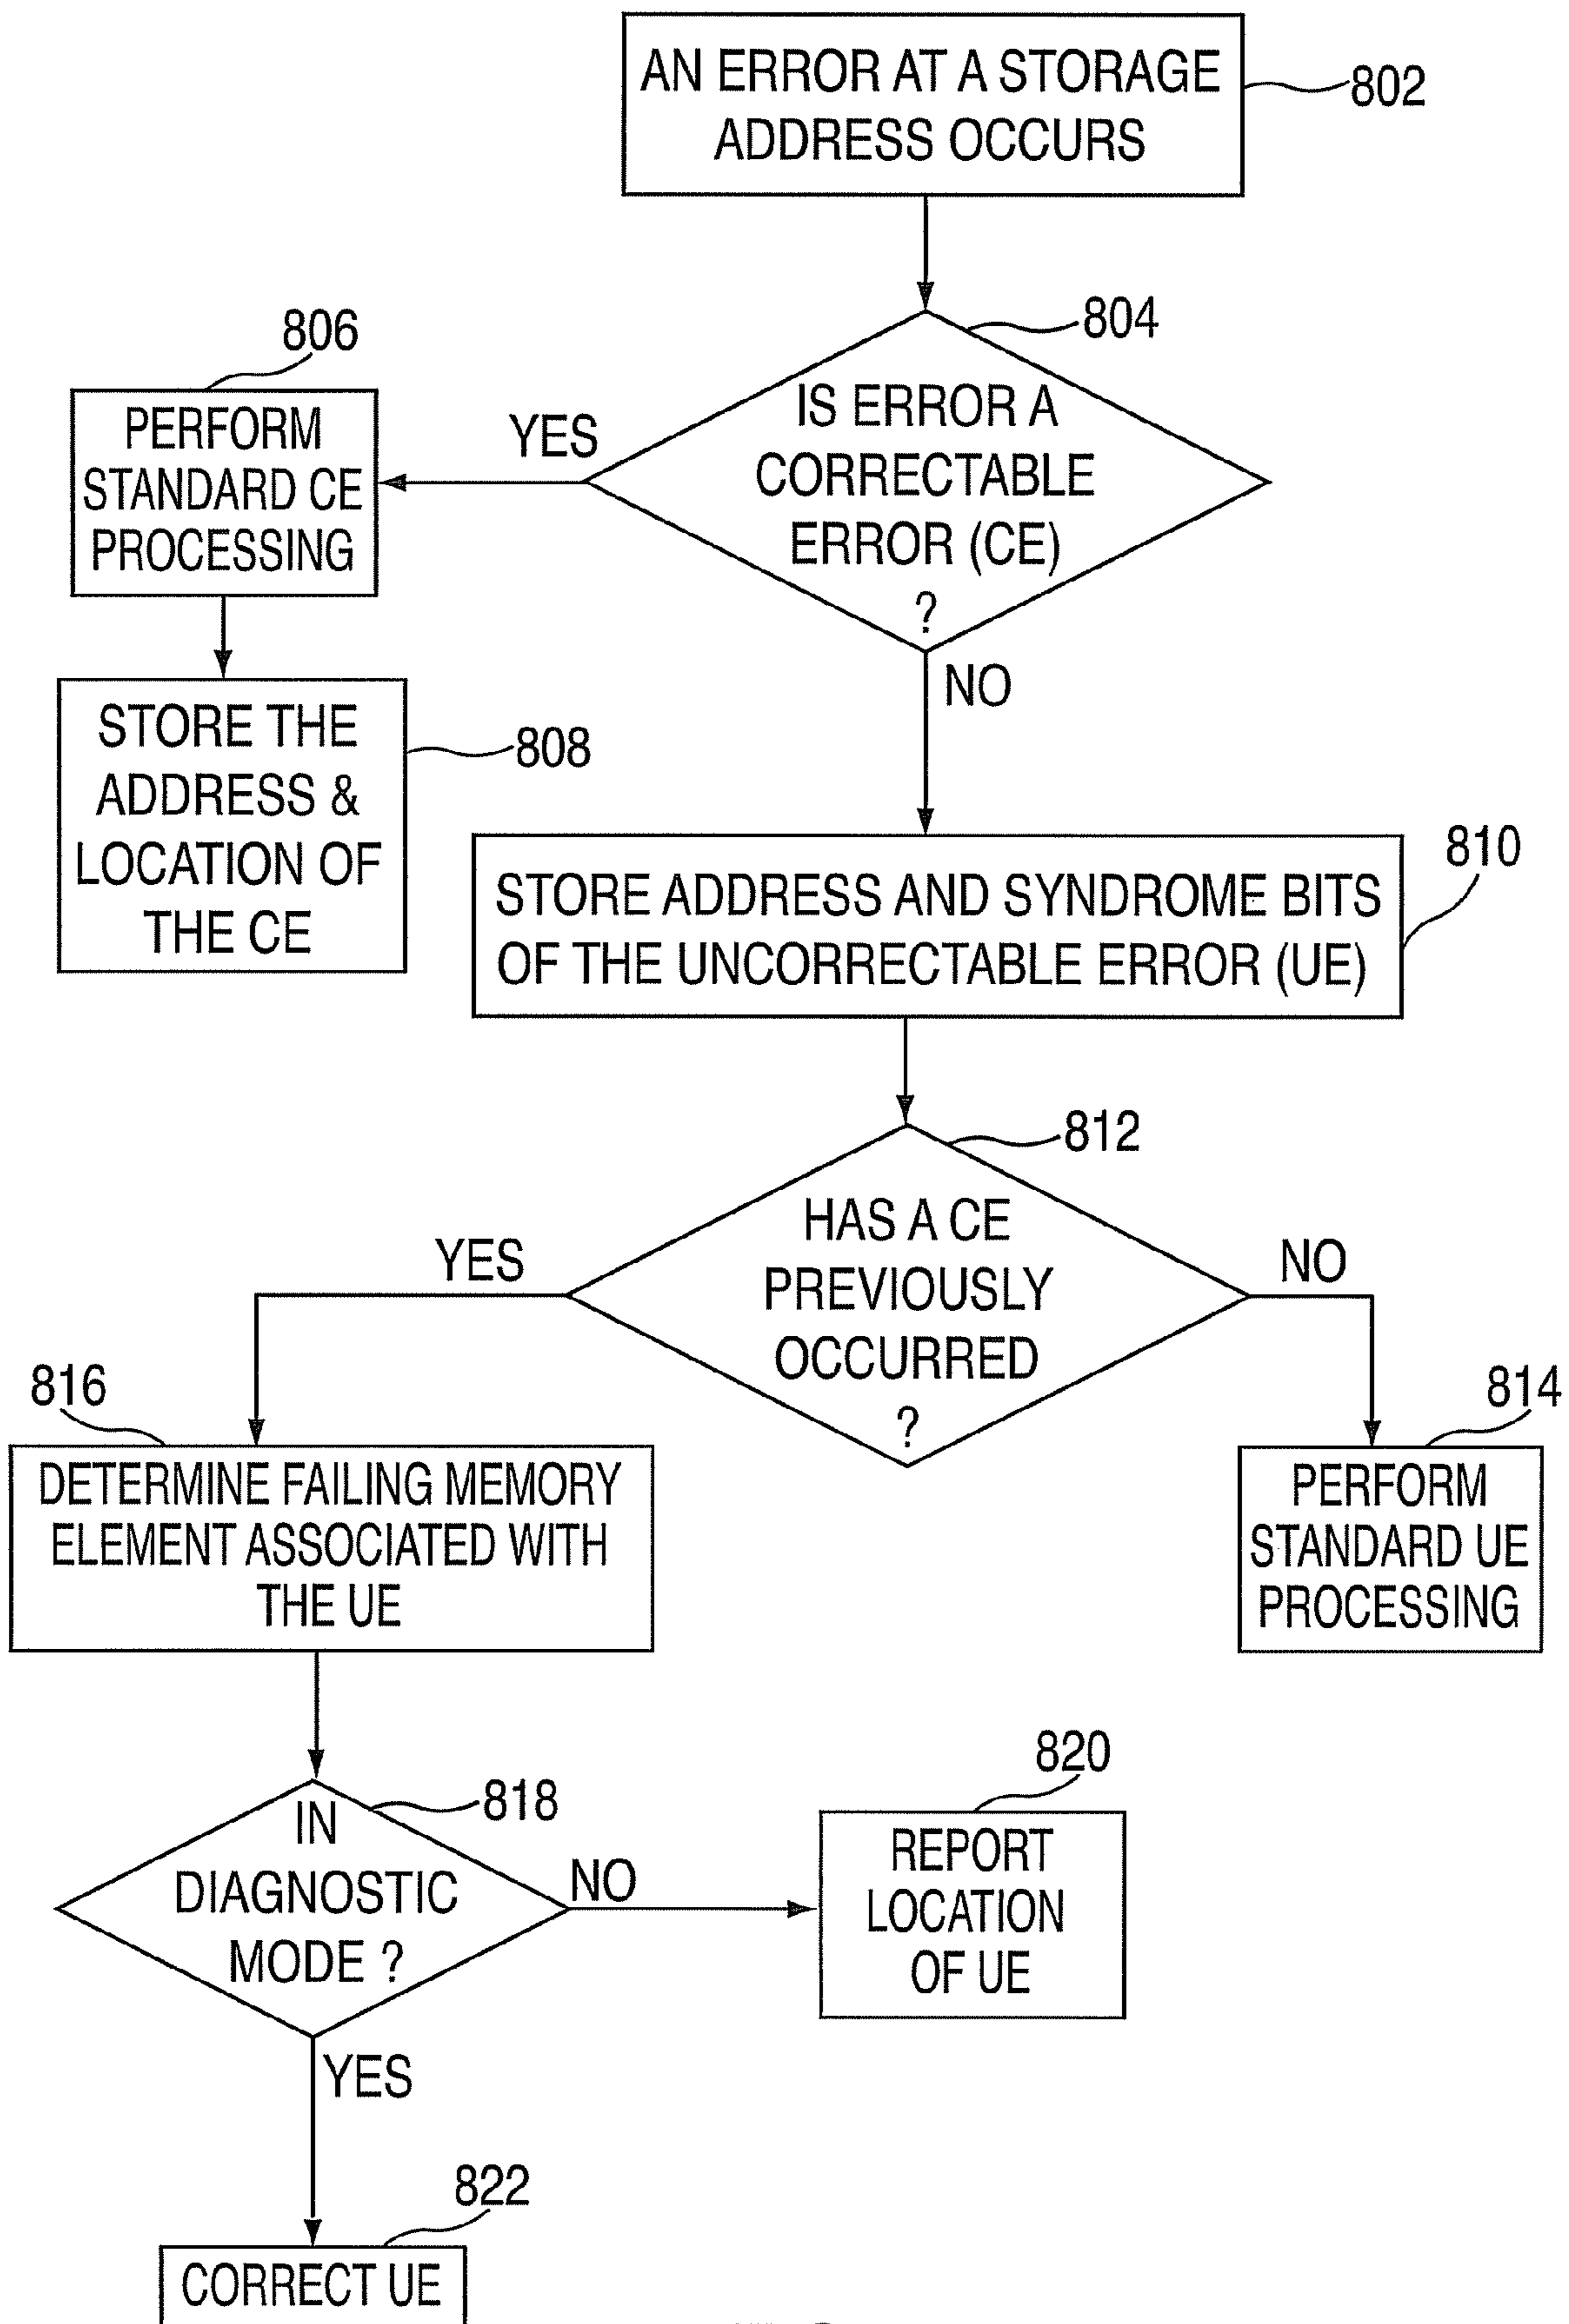 AN ERROR AT A STORAGE
ADDRESS OCCURS
802
804
IS ERROR A
CORRECTABLE
ERROR (CE)
?
YES
NO
806
PERFORM
STANDARD CE
PROCESSING
STORE THE
ADDRESS &
LOCATION OF
THE CE
808
810
STORE ADDRESS AND SYNDROME BITS
OF THE UNCORRECTABLE ERROR (UE)
812
HAS A CE
PREVIOUSLY
OCCURRED
?
YES
NO
814
PERFORM
STANDARD UE
PROCESSING
816
DETERMINE FAILING MEMORY
ELEMENT ASSOCIATED WITH
THE UE
818
IN
DIAGNOSTIC
MODE ?
NO
820
REPORT
LOCATION
OF UE
YES
822
CORRECT UE